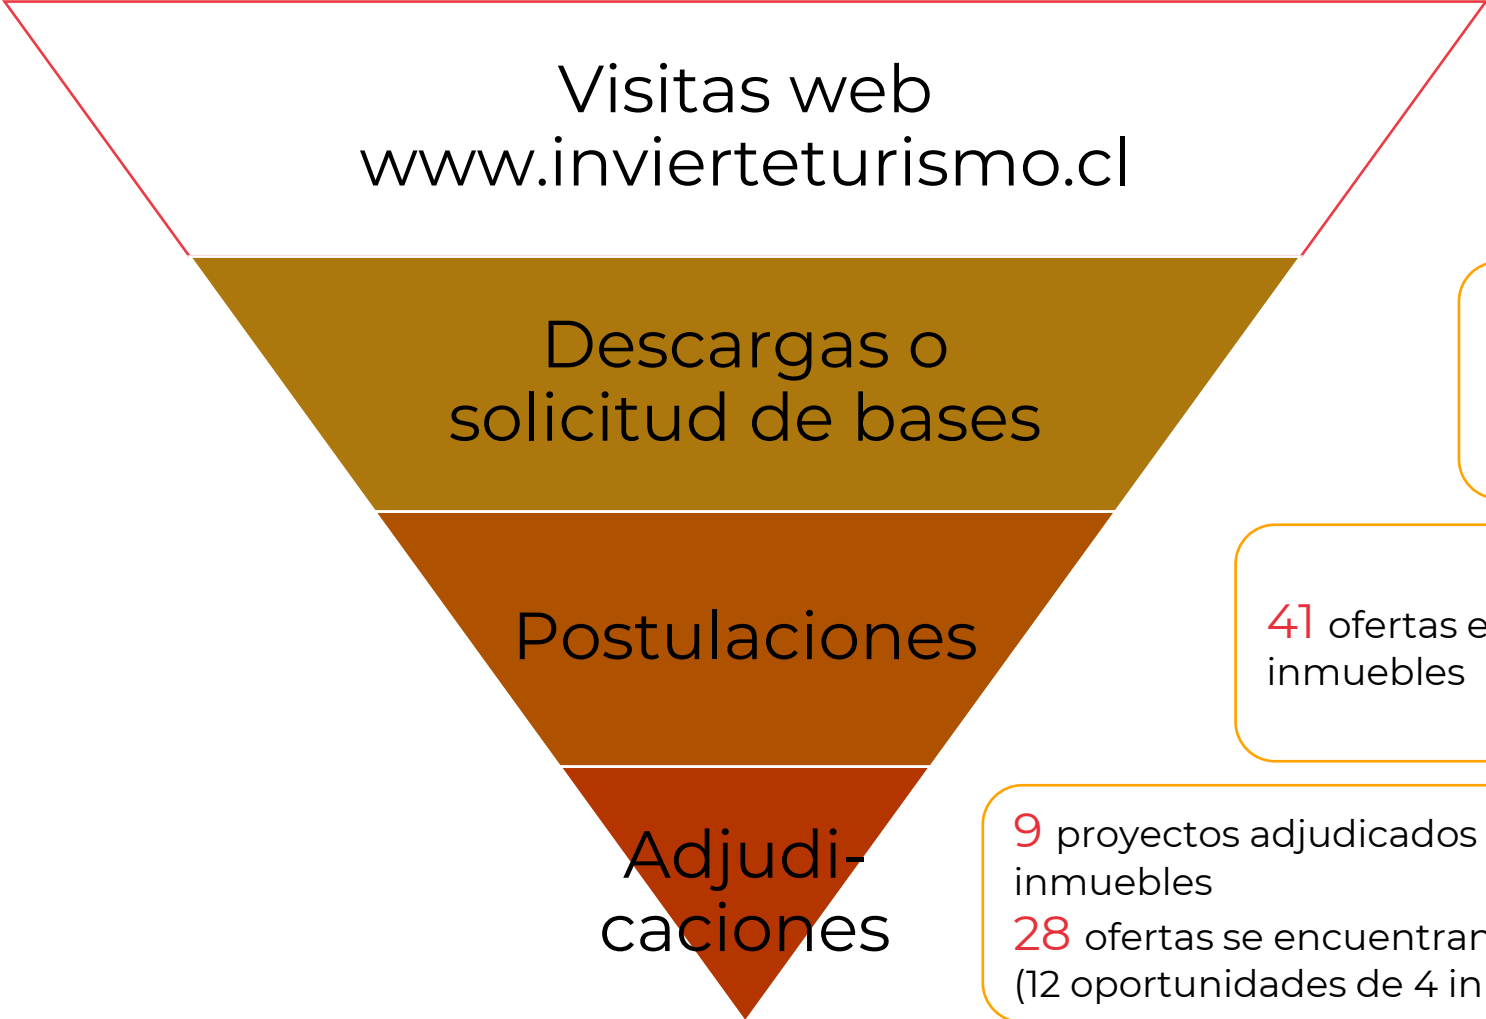 Visitas web
www.invierteturismo.cl
Descargas o
solicitud de bases
Postulaciones
41 ofertas e
inmuebles
Adjudi-
caciones
9 proyectos adjudicados
inmuebles
28 ofertas se encuentran
(12 oportunidades de 4 in